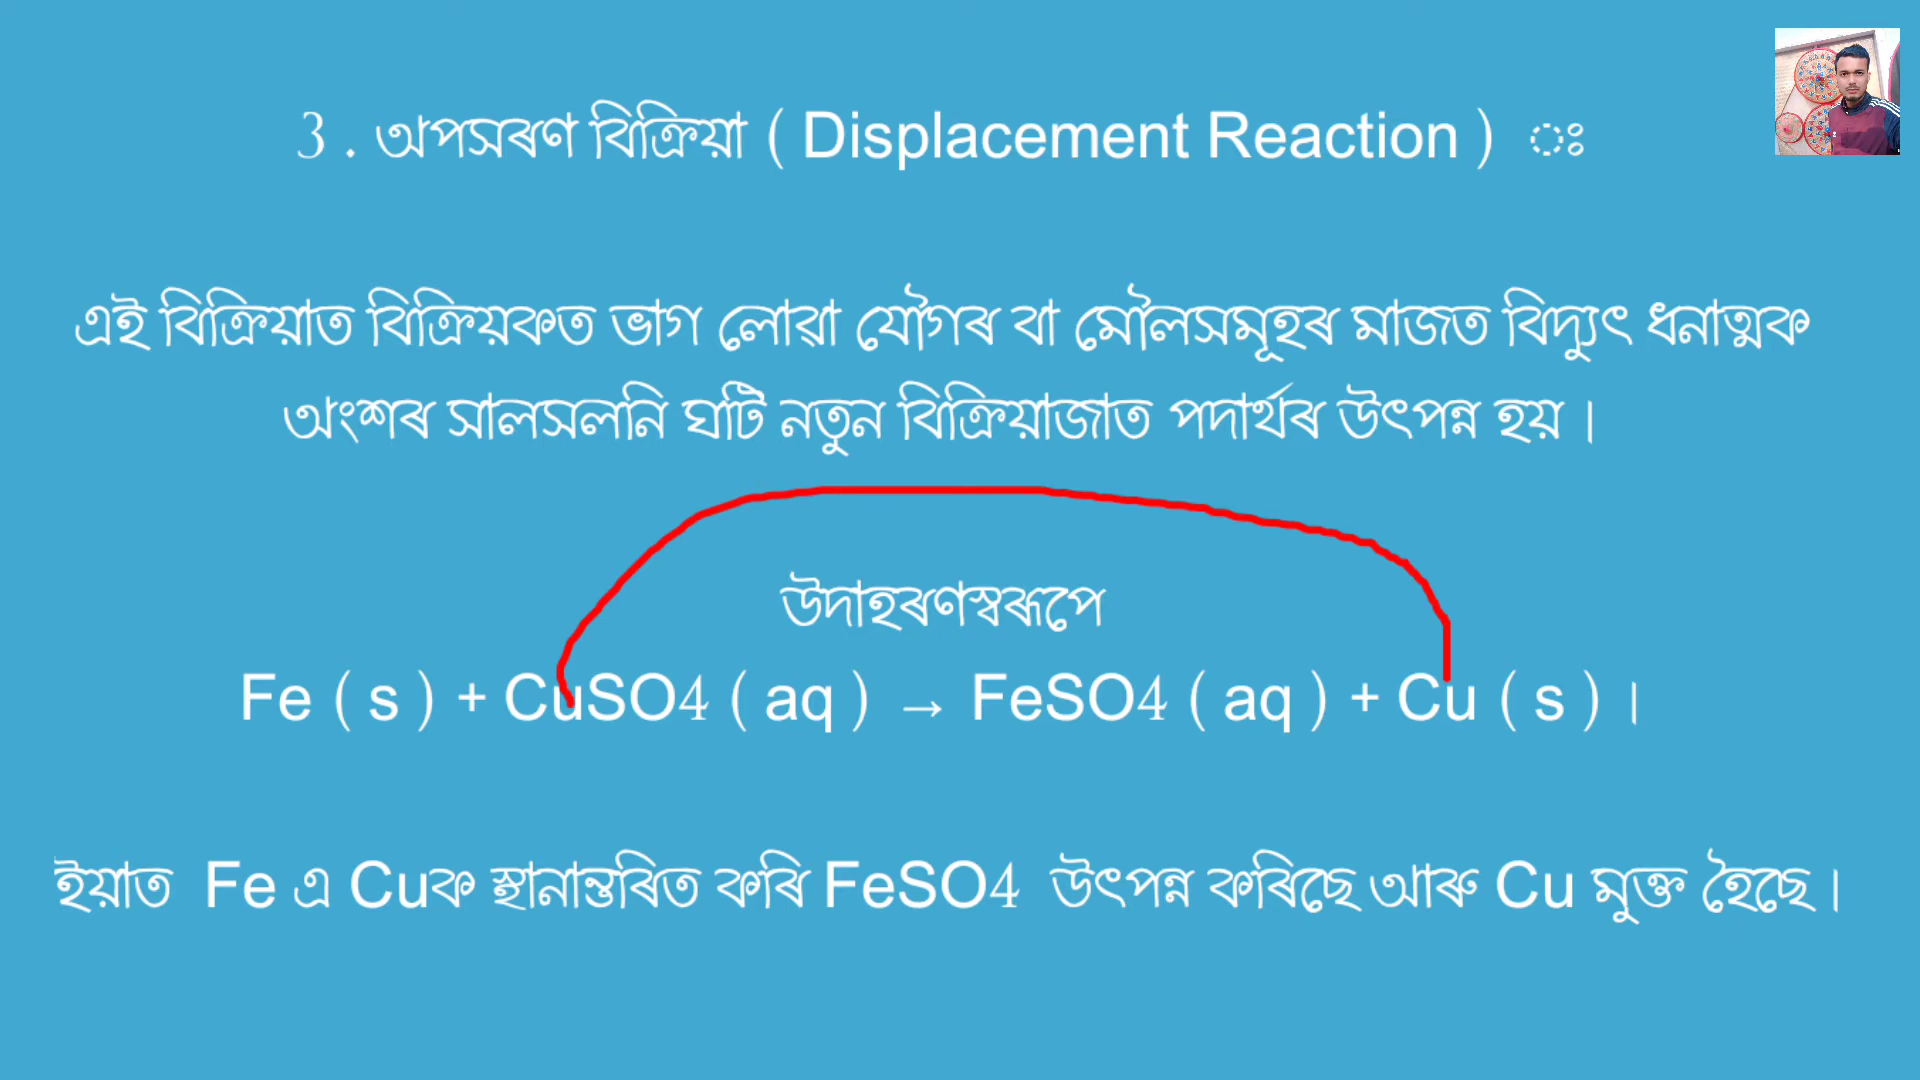 3 . অপসৰণ বিক্ৰিয়া ( Displacement Reaction ) ঃ
এই বিক্ৰিয়াত বিক্ৰিয়কত ভাগ লোৱা যৌগৰ বা মৌলসমূহৰ মাজত বিদ্যুৎ ধনাত্মক
অংশৰ সালসলনি ঘটি নতুন বিক্ৰিয়াজাত পদাৰ্থৰ উৎপন্ন হয় ।
উদাহৰণস্বৰূপে
Fe ( s ) + CuSO4 ( aq ) → FeSO4 ( aq ) + Cu ( s ) ।
ইয়াত Fe এ Cuক স্থানান্তৰিত কৰি FeSO4 উৎপন্ন কৰিছে আৰু Cu মুক্ত হৈছে।